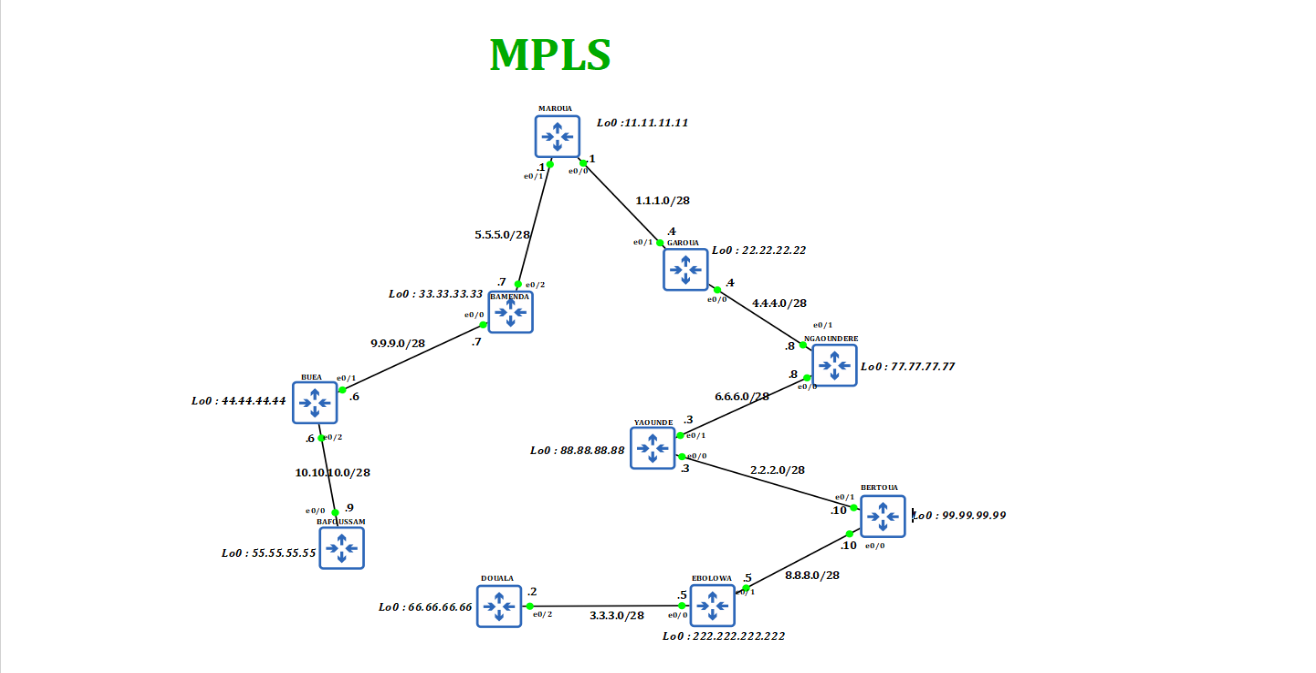 MPLS
MAROUA
Lo0 :11.11.11.11
.1
e0/1
.1
e0/0
1.1.1.0/28
5.5.5.0/28
.4
e0/1
GAROUA
Lo0 : 22.22.22.22
.7
e0/2
Lo0 : 33.33.33.33
BAMENDA
.4
e0/0
4.4.4.0/28
e0/0
.7
9.9.9.0/28
e0/1
NGAOUNDERE
.8
Lo0 : 77.77.77.77
.8
e0/0
BUEA
e0/1
.6
Lo0 : 44.44.44.44
6.6.6.0/28
.3
YAOUNDE
e0/1
Lo0 : 88.88.88.88
.6
e0/2
e0/0
.3
10.10.10.0/28
2.2.2.0/28
BERTOUA
e0/1
.10
Lo0 : 99.99.99.99
e0/0
.9
BAFOUSSAM
.10
e0/0
Lo0 : 55.55.55.55
8.8.8.0/28
DOUALA
.2
EBOLOWA
.5
e0/1
.5
Lo0 : 66.66.66.66
e0/2
3.3.3.0/28
e0/0
Lo0 : 222.222.222.222